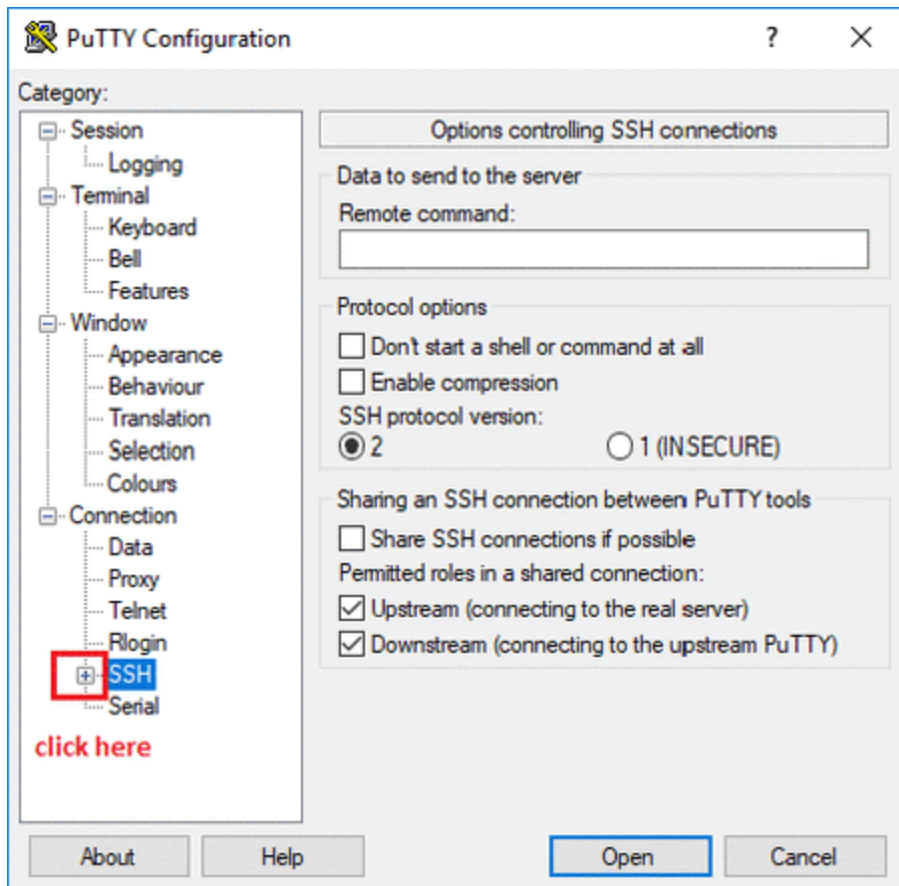 PuTTY Configuration
?
Category:
Session
Logging
Terminal
Keyboard
Bell
Features
Window
Appearance
Behaviour
Translation
Selection
Colours
Connection
Data
Proxy
Telnet
Rlogin
SSH
Serial
click here
Options controlling SSH connections
Data to send to the server
Remote command:
Protocol options
Don't start a shell or command at all
Enable compression
SSH protocol version:
2 1 (INSECURE)
Sharing an SSH connection between PuTTY tools
Share SSH connections if possible
Permitted roles in a shared connection:
Upstream (connecting to the real server)
Downstream (connecting to the upstream PuTTY)
About Help Open Cancel